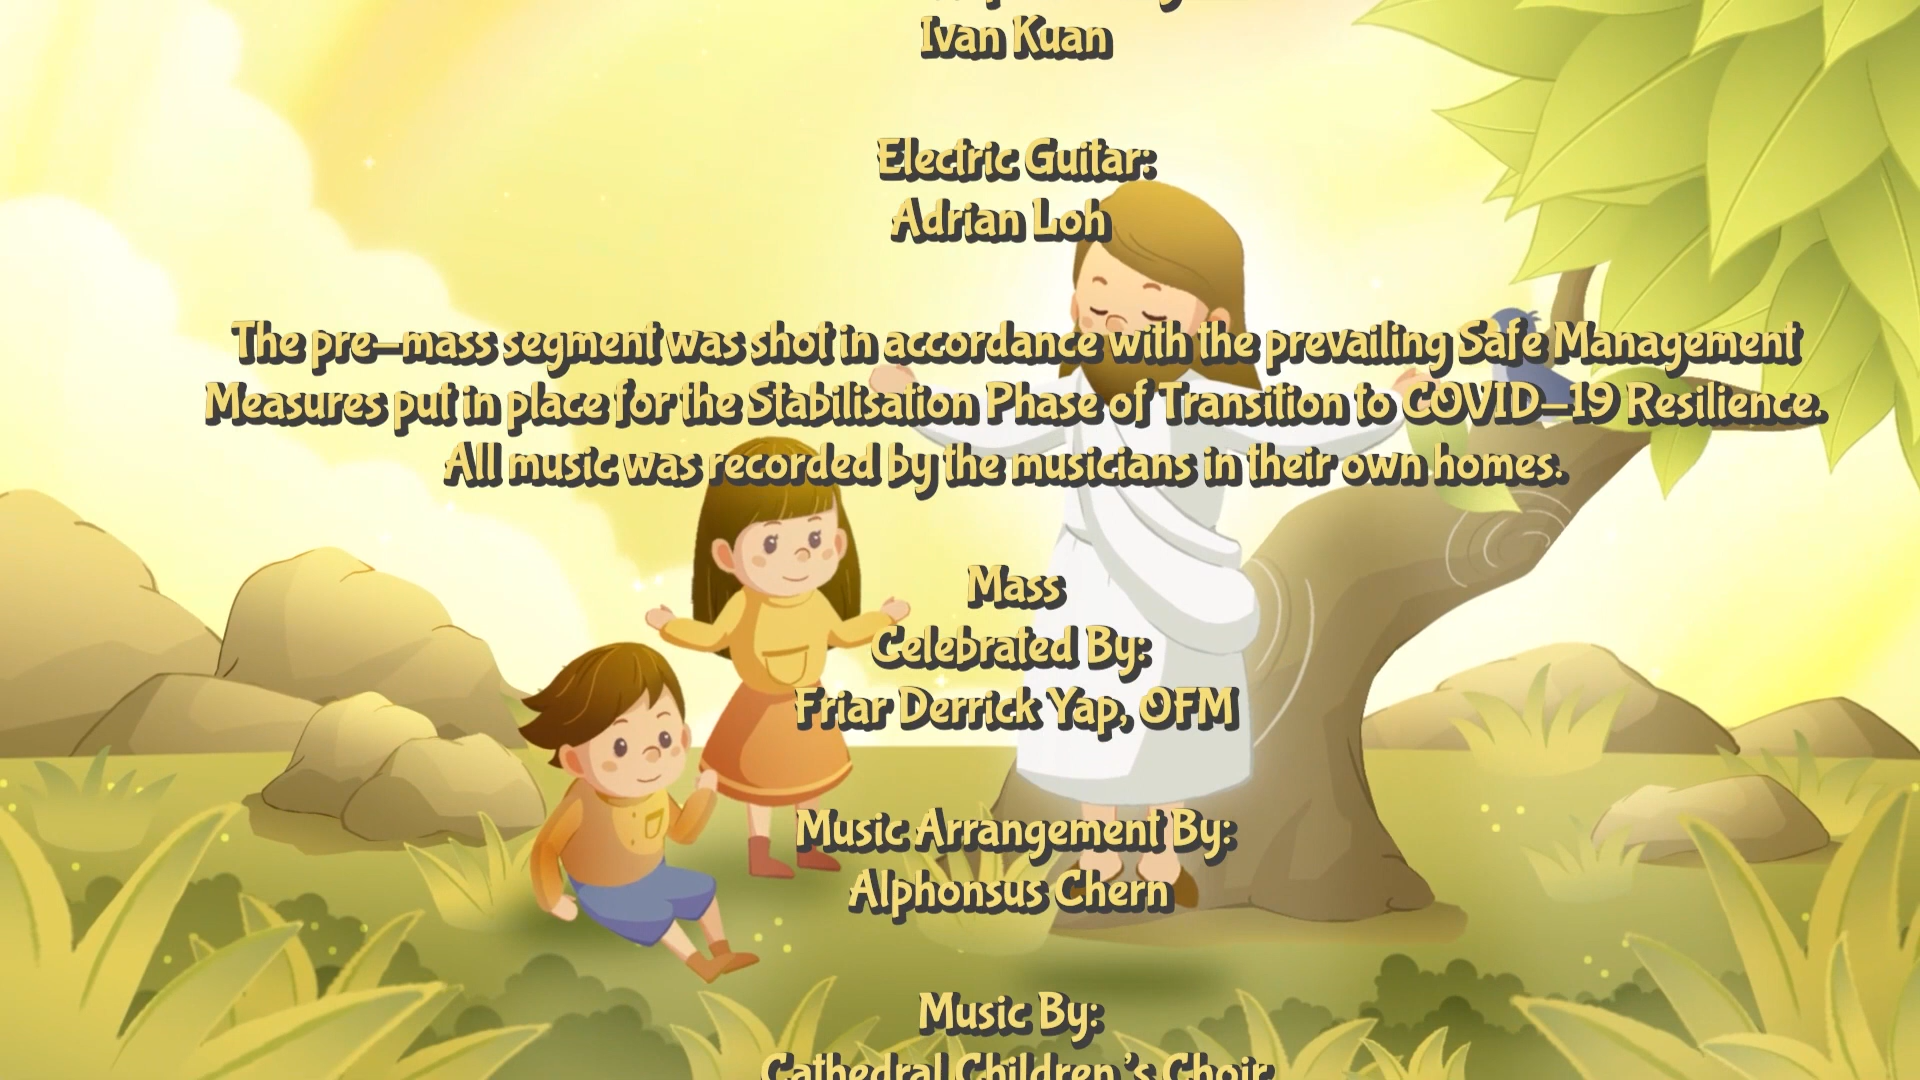 Ivan Kuan
Electric Guitar:
Adrian Loh
The pre-mass segment was shot in accordance with the prevailing Safe Management
Measures put in place for the Stabilisation Phase of Transition to COVID-19 Resilience.
All music was recorded by the musicians in their own homes.
Mass
Celebrated By:
Friar Derrick Yap, OFM
Music Arrangement By:
Alphonsus Chern
Music By:
Cathedral Children's Choir